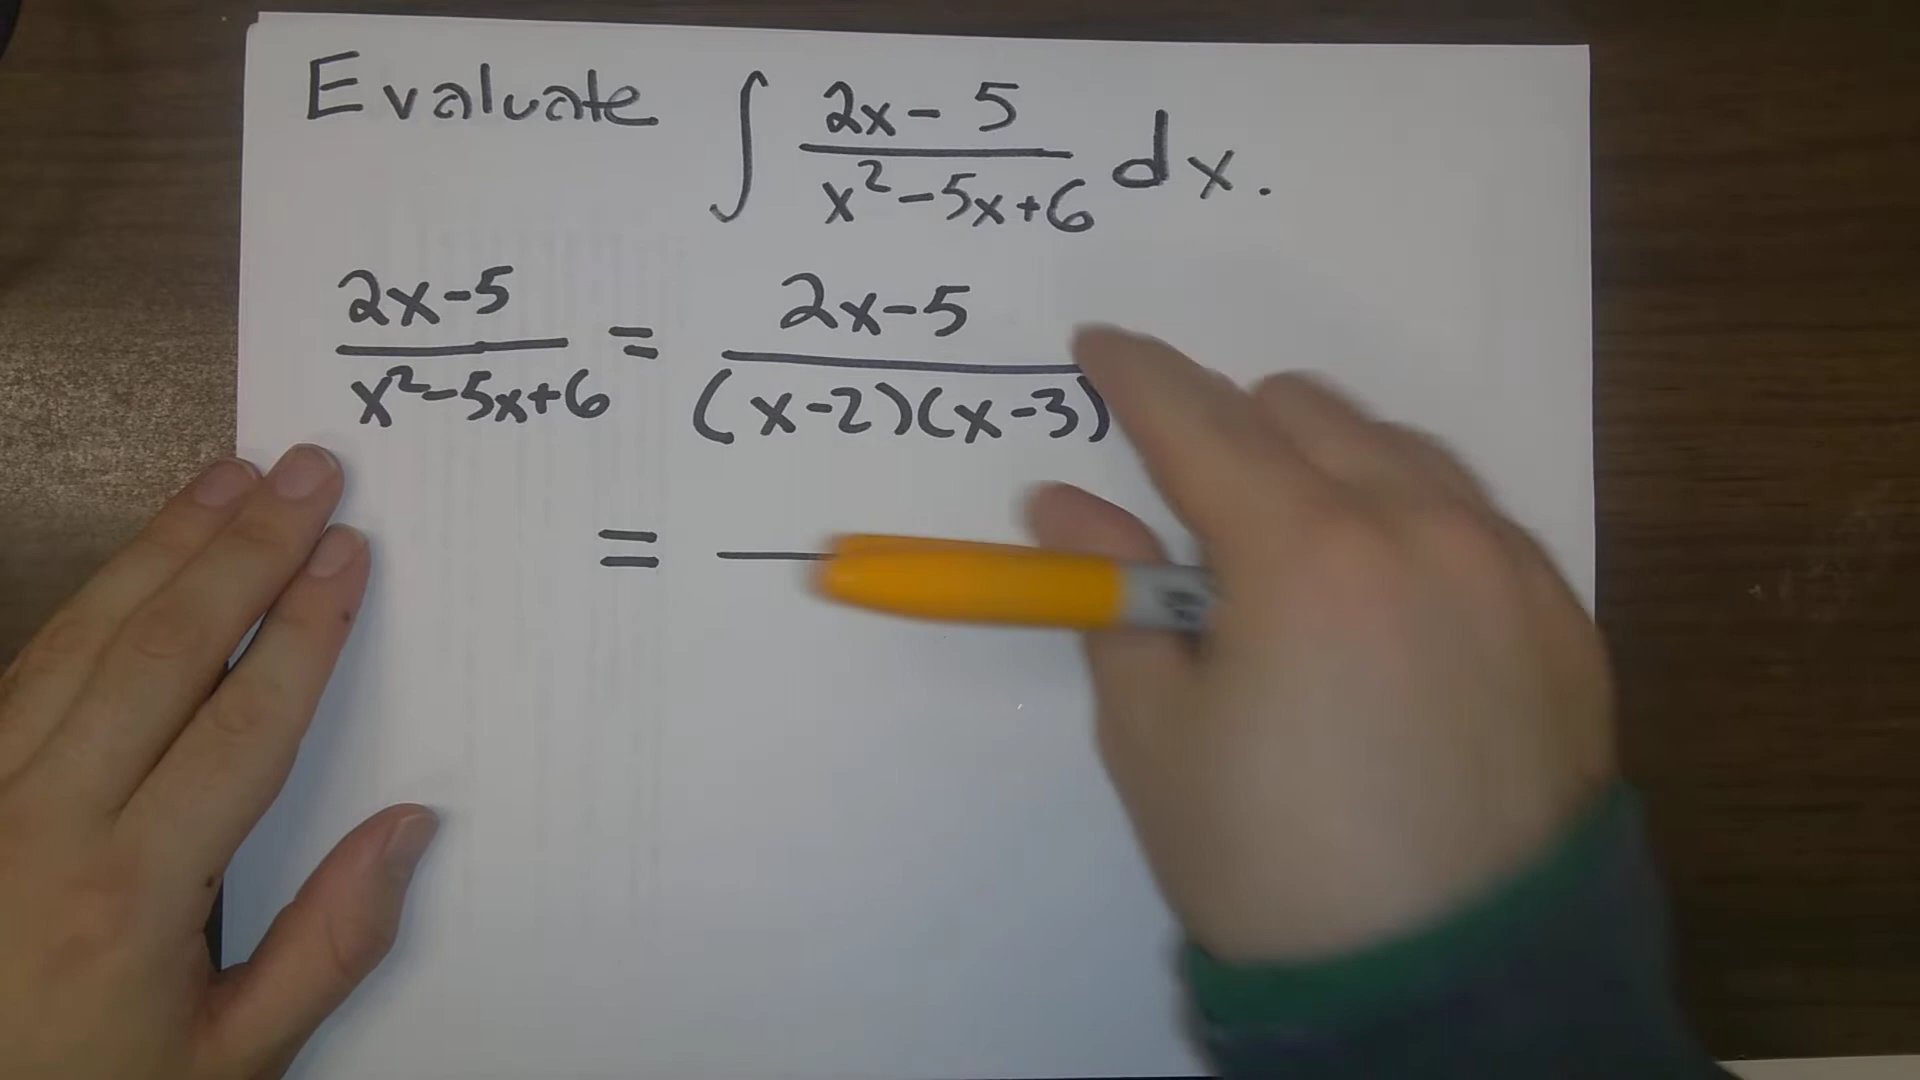 Evaluate ∫ (2x - 5)/(x² - 5x + 6) dx.
(2x - 5)/(x² - 5x + 6) = (2x - 5)/((x - 2)(x - 3))
=